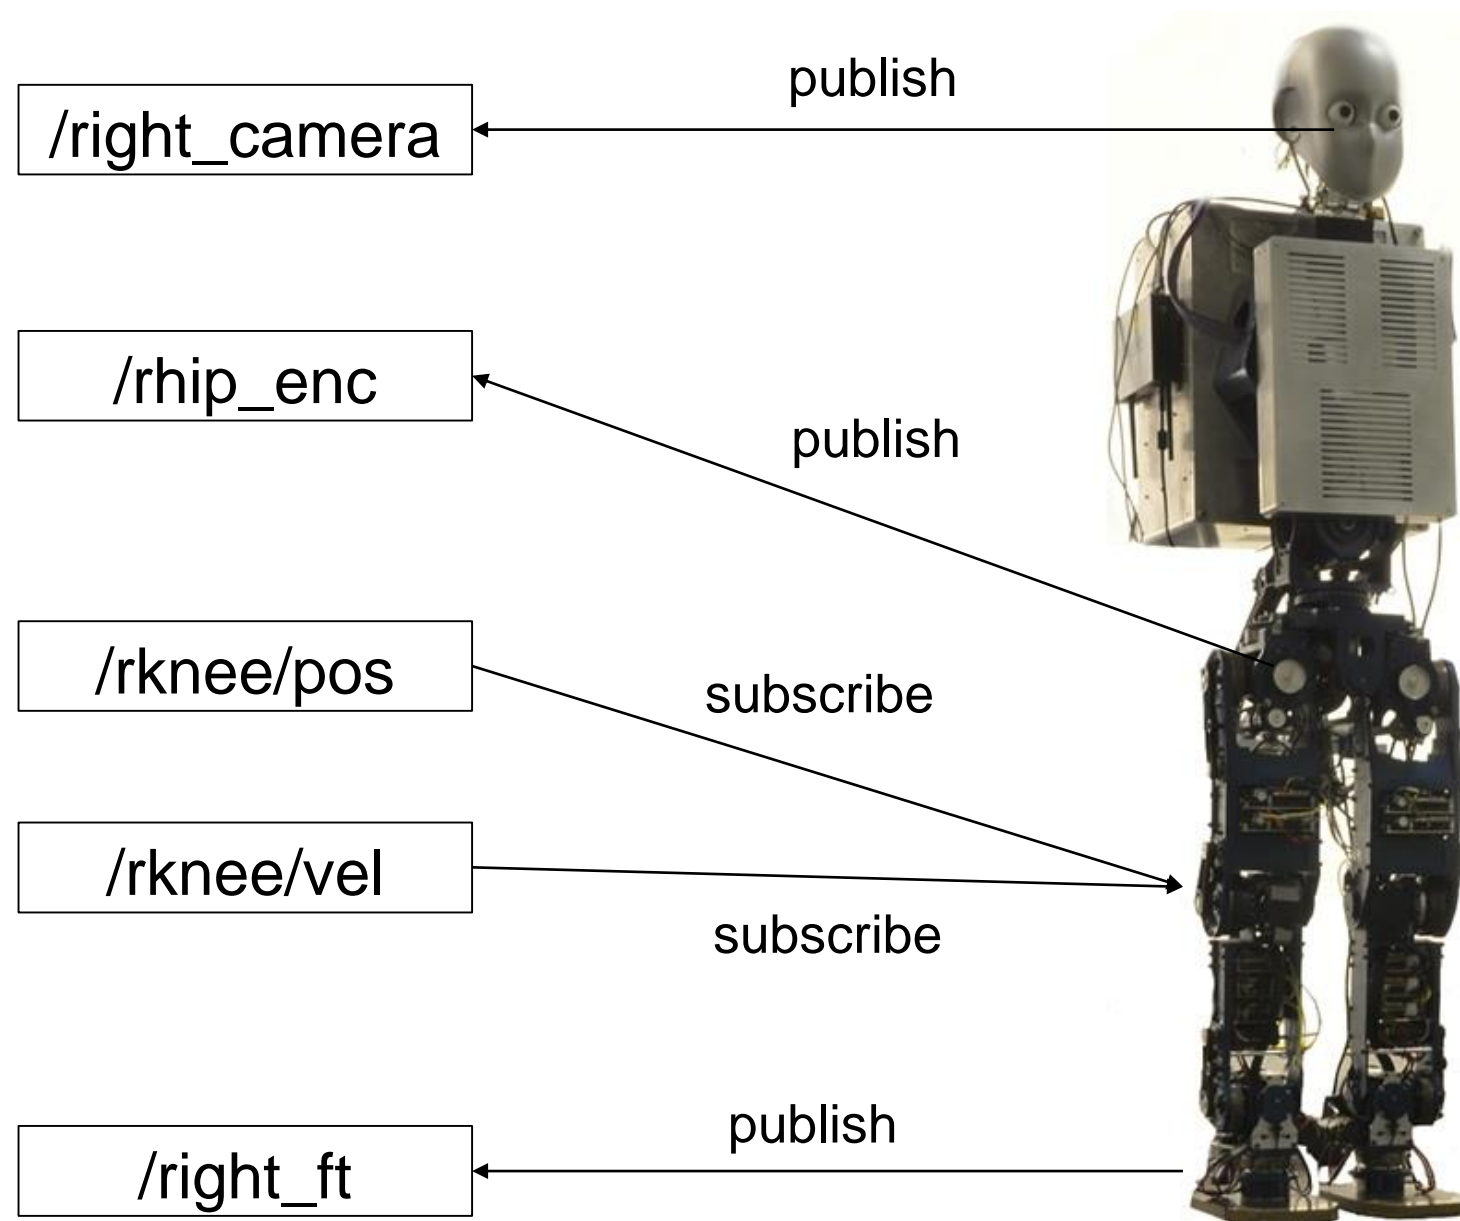 publish
/right_camera
/rhip_enc
publish
/rknee/pos
subscribe
/rknee/vel
subscribe
publish
/right_ft